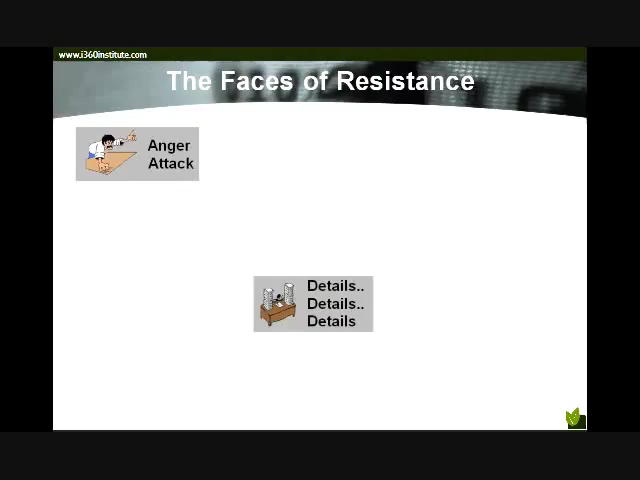 www.i360institute.com
The Faces of Resistance
Anger
Attack
Details..
Details..
Details